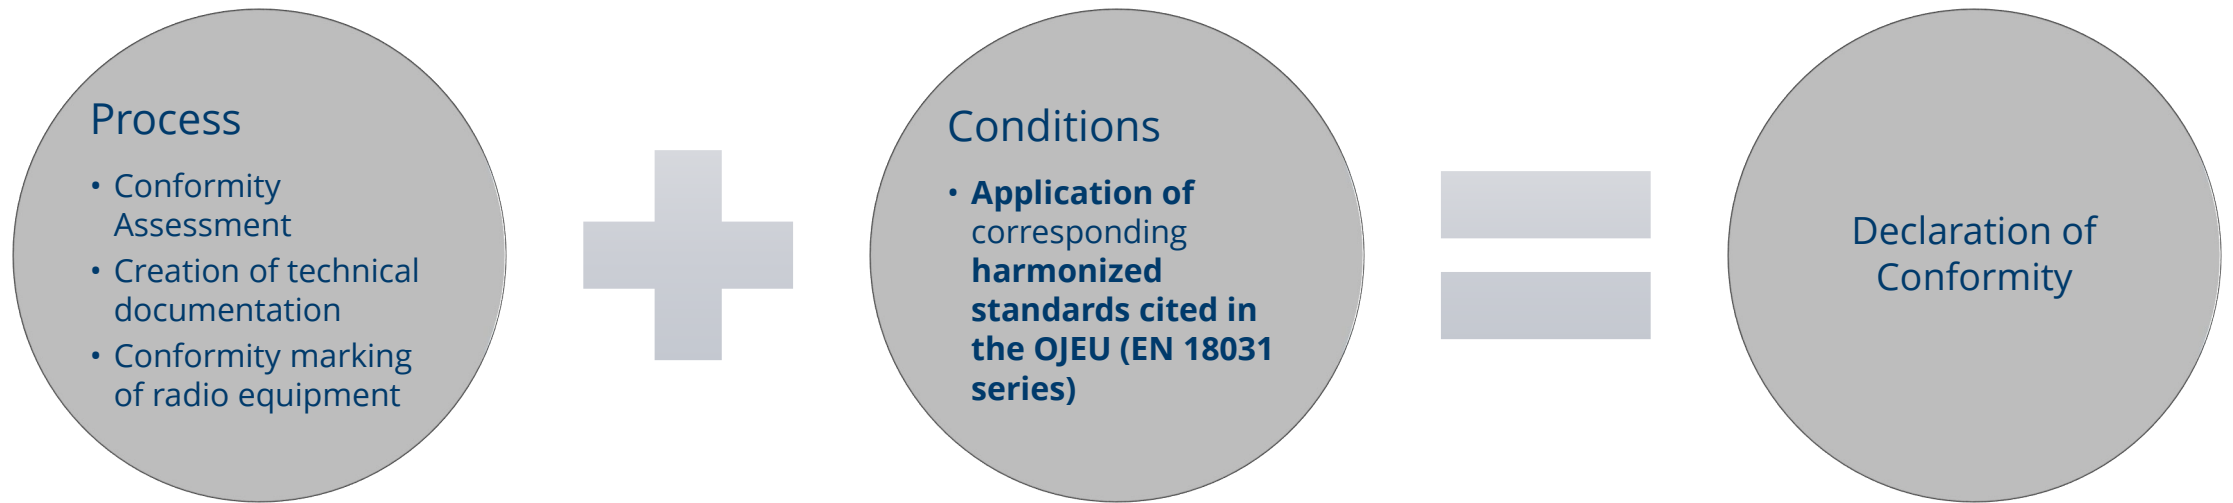 Process
• Conformity
Assessment
• Creation of technical
documentation
• Conformity marking
of radio equipment
Conditions
• Application of
corresponding
harmonized
standards cited in
the OJEU (EN 18031
series)
Declaration of
Conformity